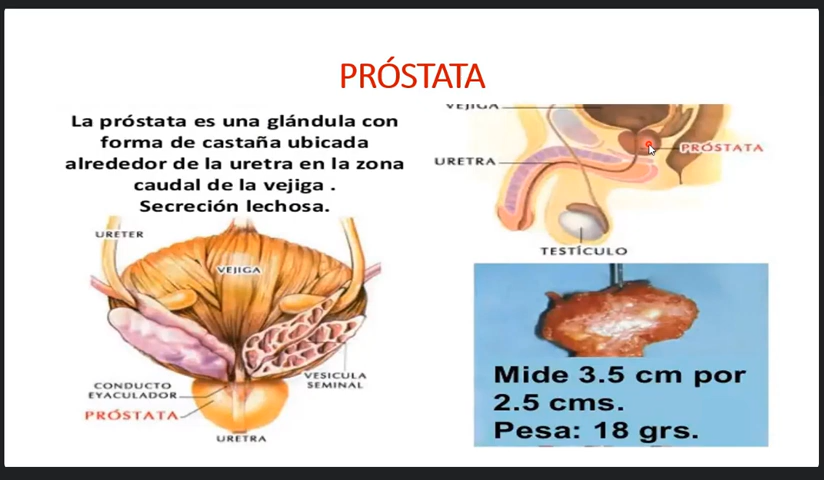 PRÓSTATA
La próstata es una glándula con
forma de castaña ubicada
alrededor de la uretra en la zona
caudal de la vejiga .
Secreción lechosa.
URETER
VEJIGA
VESICULA
SEMINAL
CONDUCTO
EYACULADOR
PRÓSTATA
URETRA
VEJIGA
PRÓSTATA
URETRA
TESTÍCULO
Mide 3.5 cm por
2.5 cms.
Pesa: 18 grs.